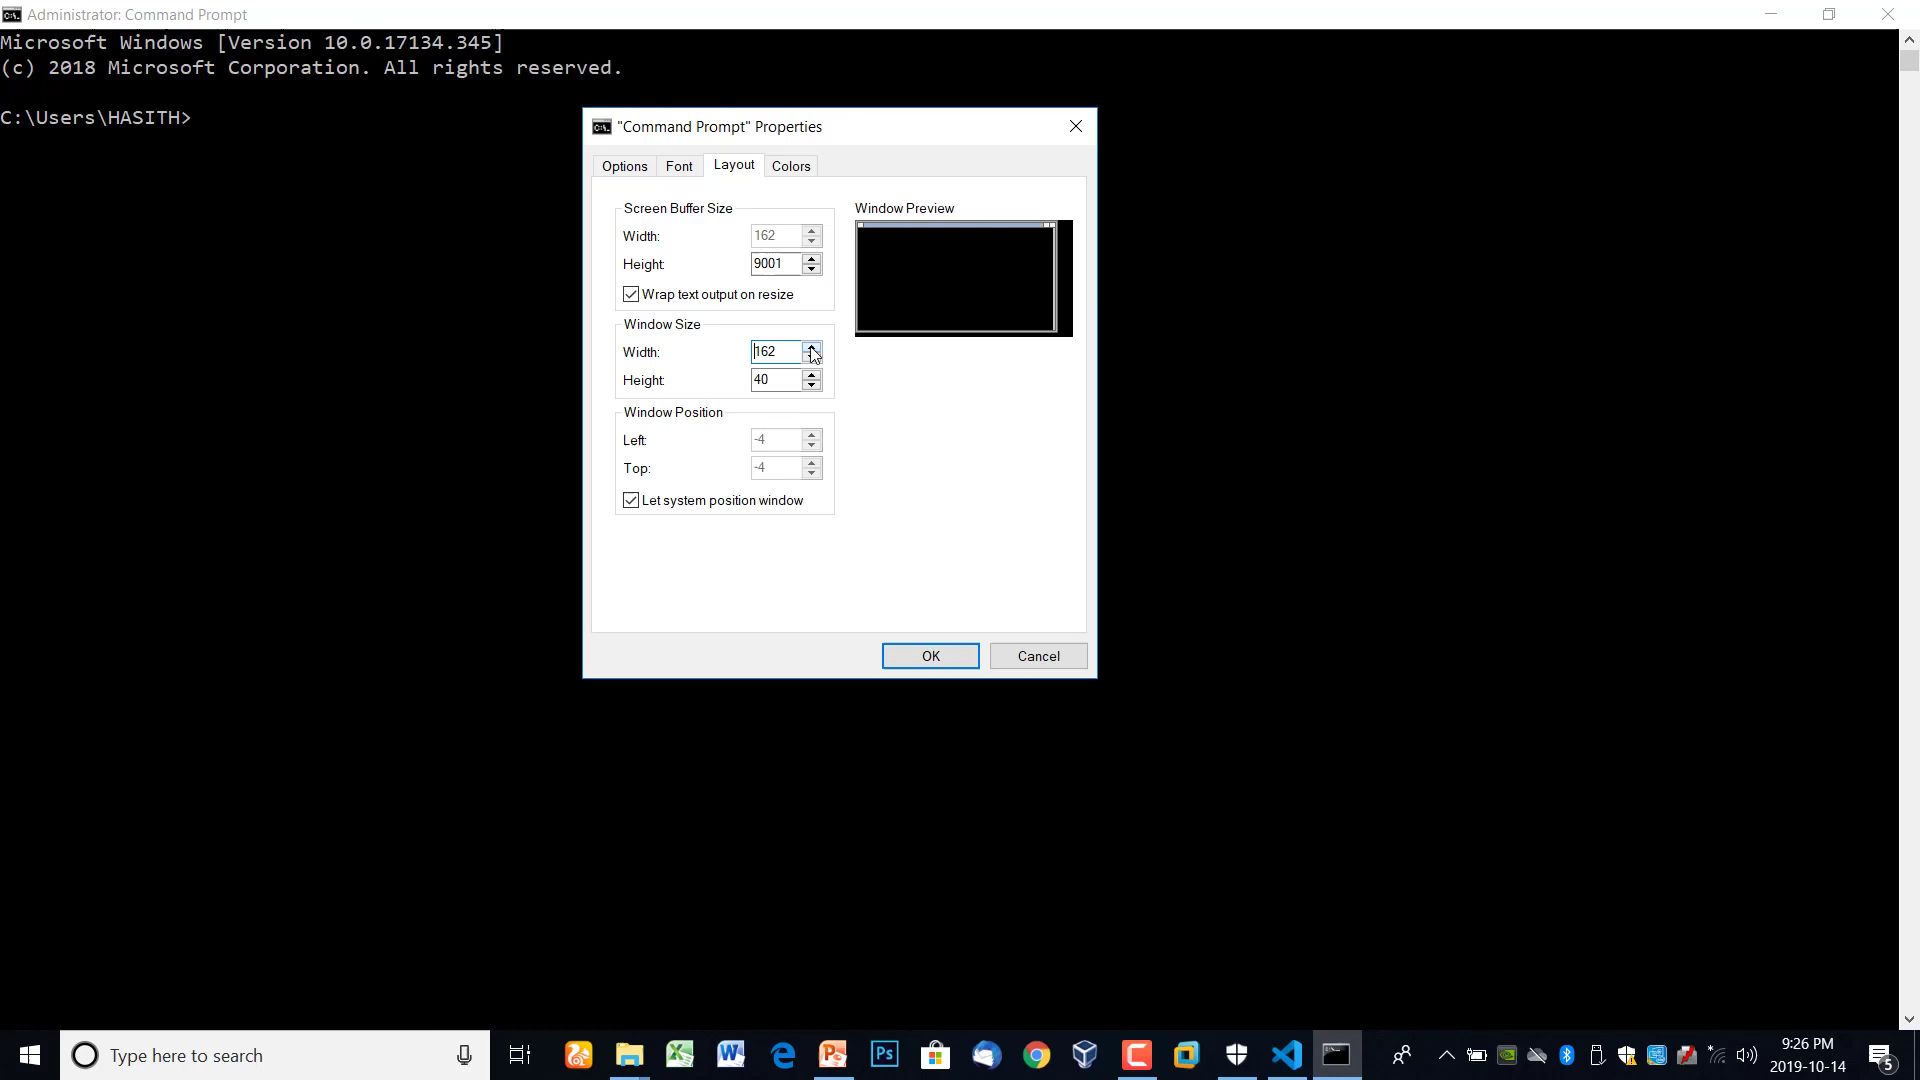 Administrator: Command Prompt
Microsoft Windows [Version 10.0.17134.345]
(c) 2018 Microsoft Corporation. All rights reserved.
C:\Users\HASITH>
"Command Prompt" Properties
Options Font Layout Colors
Screen Buffer Size
Width: 162
Height: 9001
Wrap text output on resize
Window Size
Width: 162
Height: 40
Window Position
Left: -4
Top: -4
Let system position window
Window Preview
OK Cancel
Type here to search
9:26 PM
2019-10-14
5